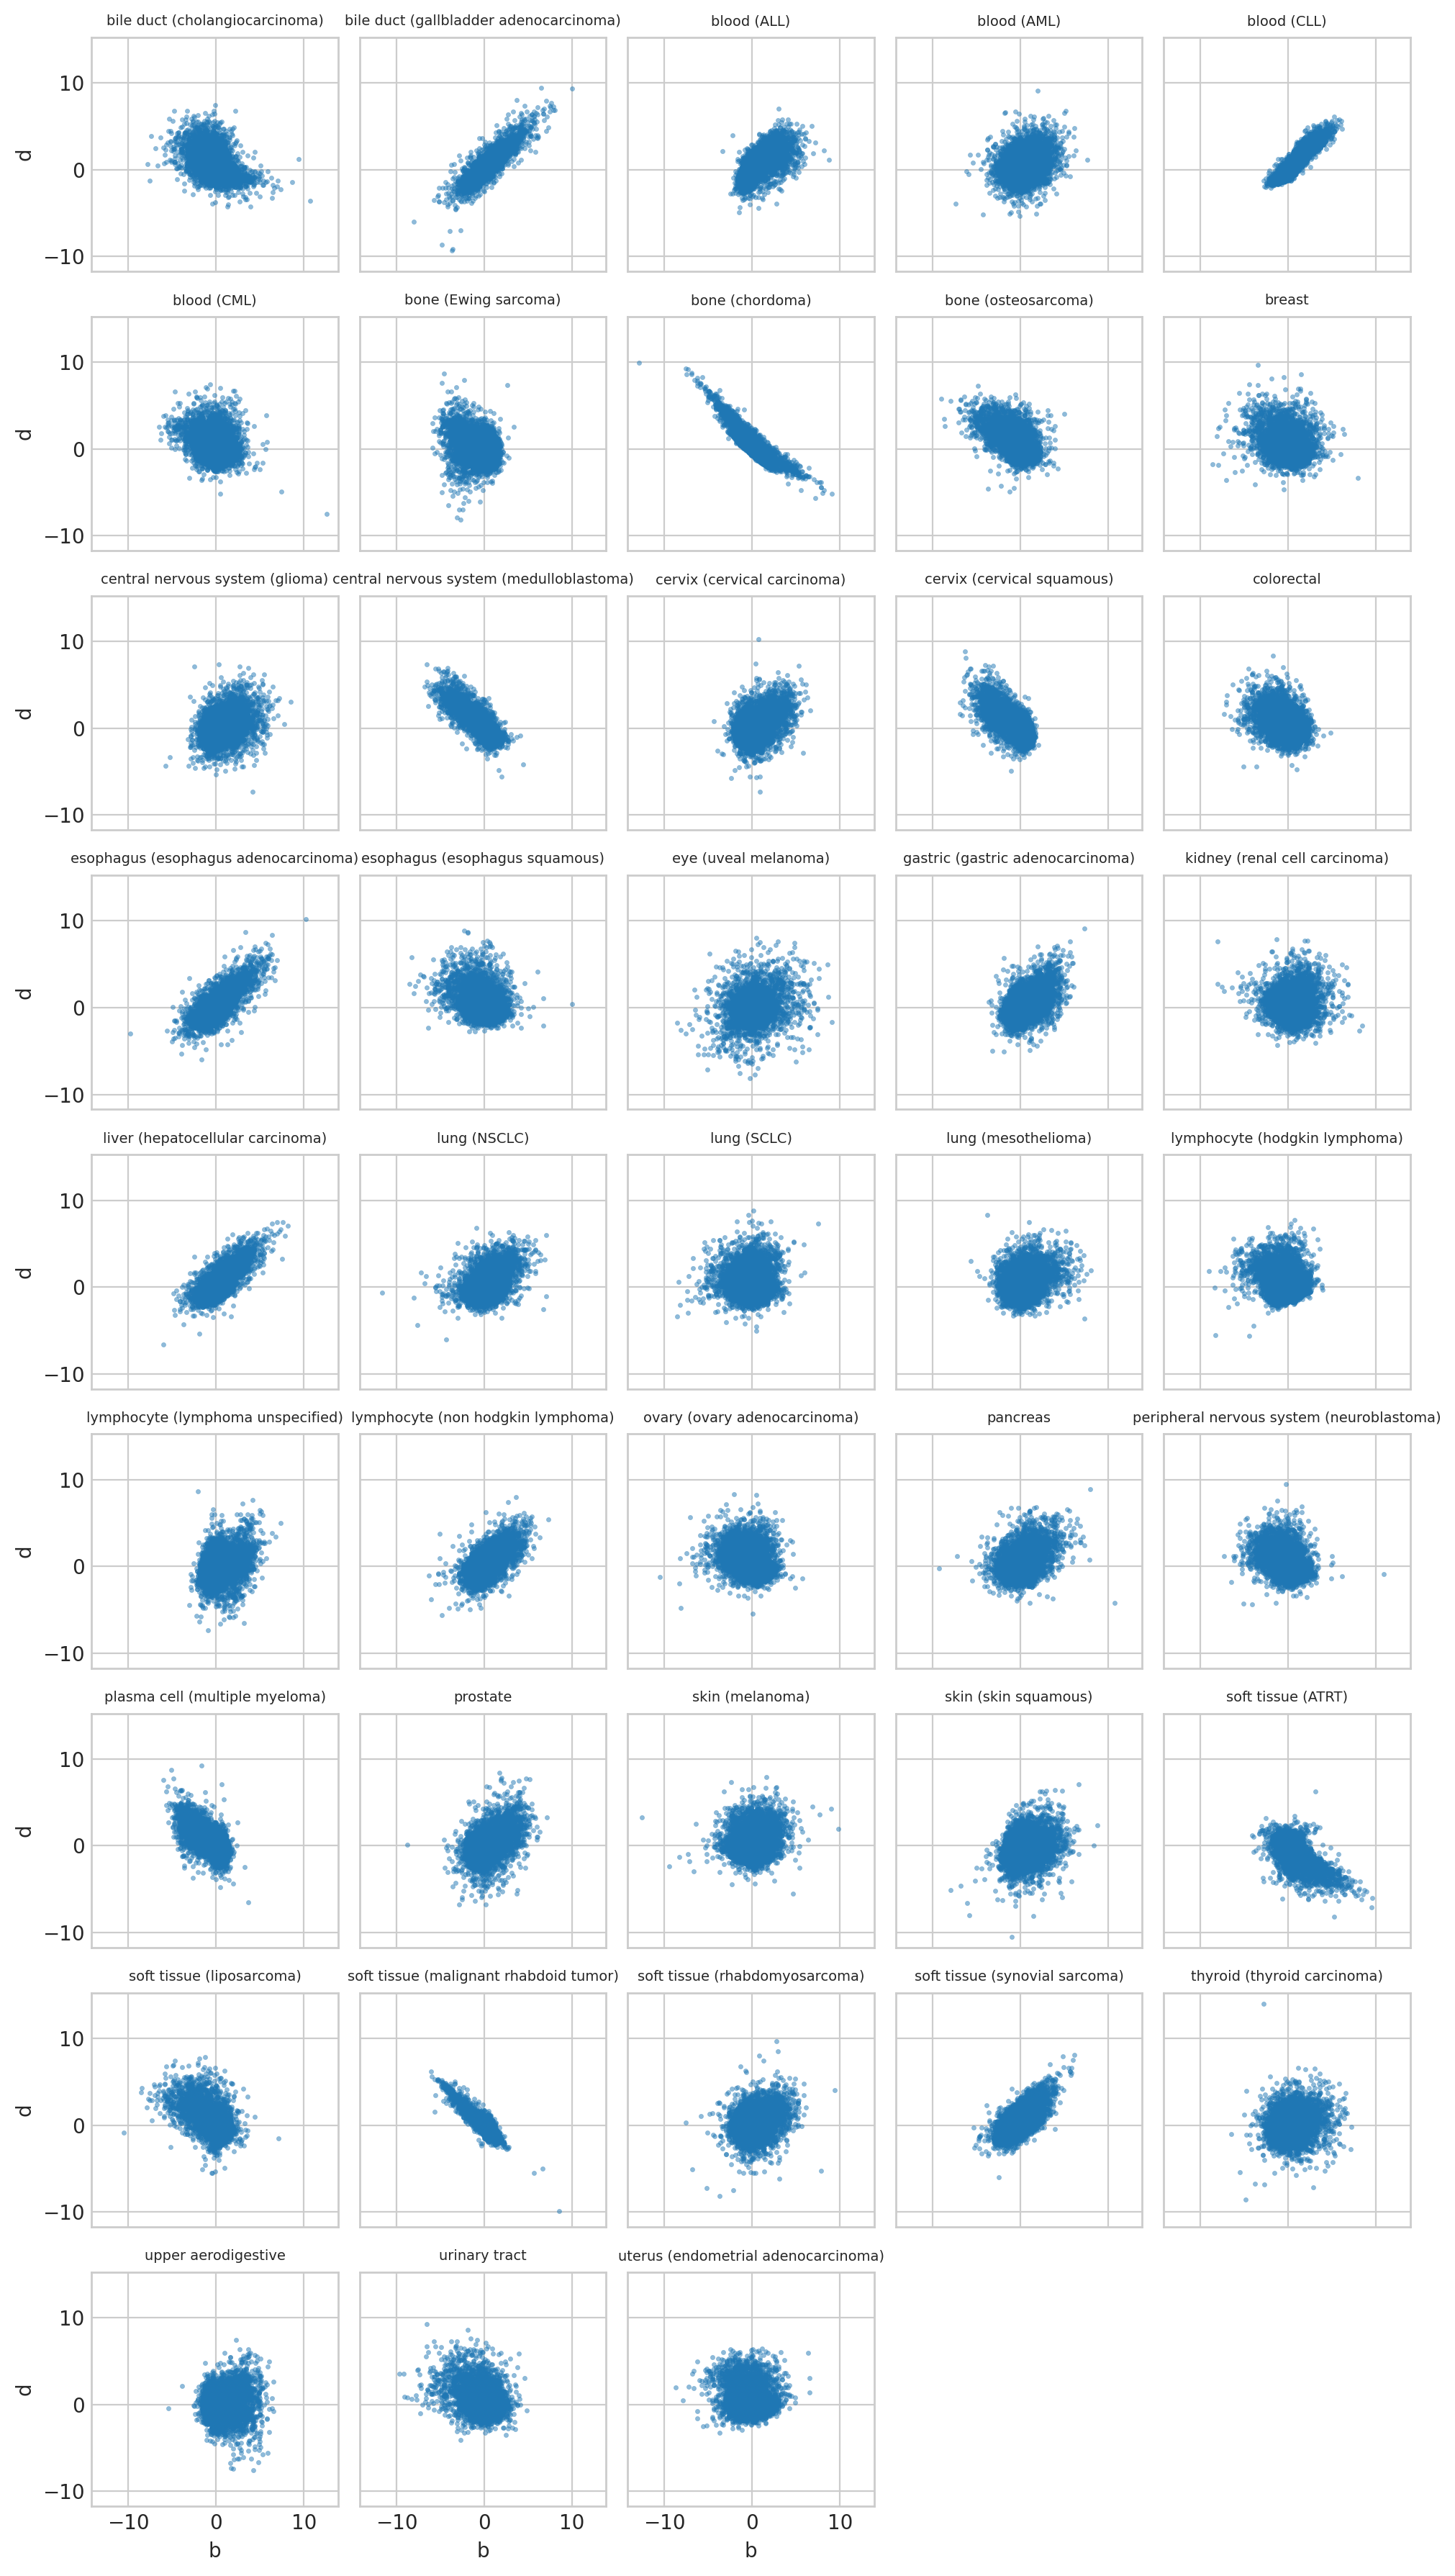 bile duct (cholangiocarcinoma) bile duct (gallbladder adenocarcinoma) blood (ALL) blood (AML) blood (CLL)
10
0
−10
d
blood (CML) bone (Ewing sarcoma) bone (chordoma) bone (osteosarcoma) breast
10
0
−10
d
central nervous system (glioma) central nervous system (medulloblastoma) cervix (cervical carcinoma) cervix (cervical squamous) colorectal
10
0
−10
d
esophagus (esophagus adenocarcinoma) esophagus (esophagus squamous) eye (uveal melanoma) gastric (gastric adenocarcinoma) kidney (renal cell carcinoma)
10
0
−10
d
liver (hepatocellular carcinoma) lung (NSCLC) lung (SCLC) lung (mesothelioma) lymphocyte (hodgkin lymphoma)
10
0
−10
d
lymphocyte (lymphoma unspecified) lymphocyte (non hodgkin lymphoma) ovary (ovary adenocarcinoma) pancreas peripheral nervous system (neuroblastoma)
10
0
−10
d
plasma cell (multiple myeloma) prostate skin (melanoma) skin (skin squamous) soft tissue (ATRT)
10
0
−10
d
soft tissue (liposarcoma) soft tissue (malignant rhabdoid tumor) soft tissue (rhabdomyosarcoma) soft tissue (synovial sarcoma) thyroid (thyroid carcinoma)
10
0
−10
d
upper aerodigestive urinary tract uterus (endometrial adenocarcinoma)
10
0
−10
d
−10 0 10 −10 0 10 −10 0 10
b b b